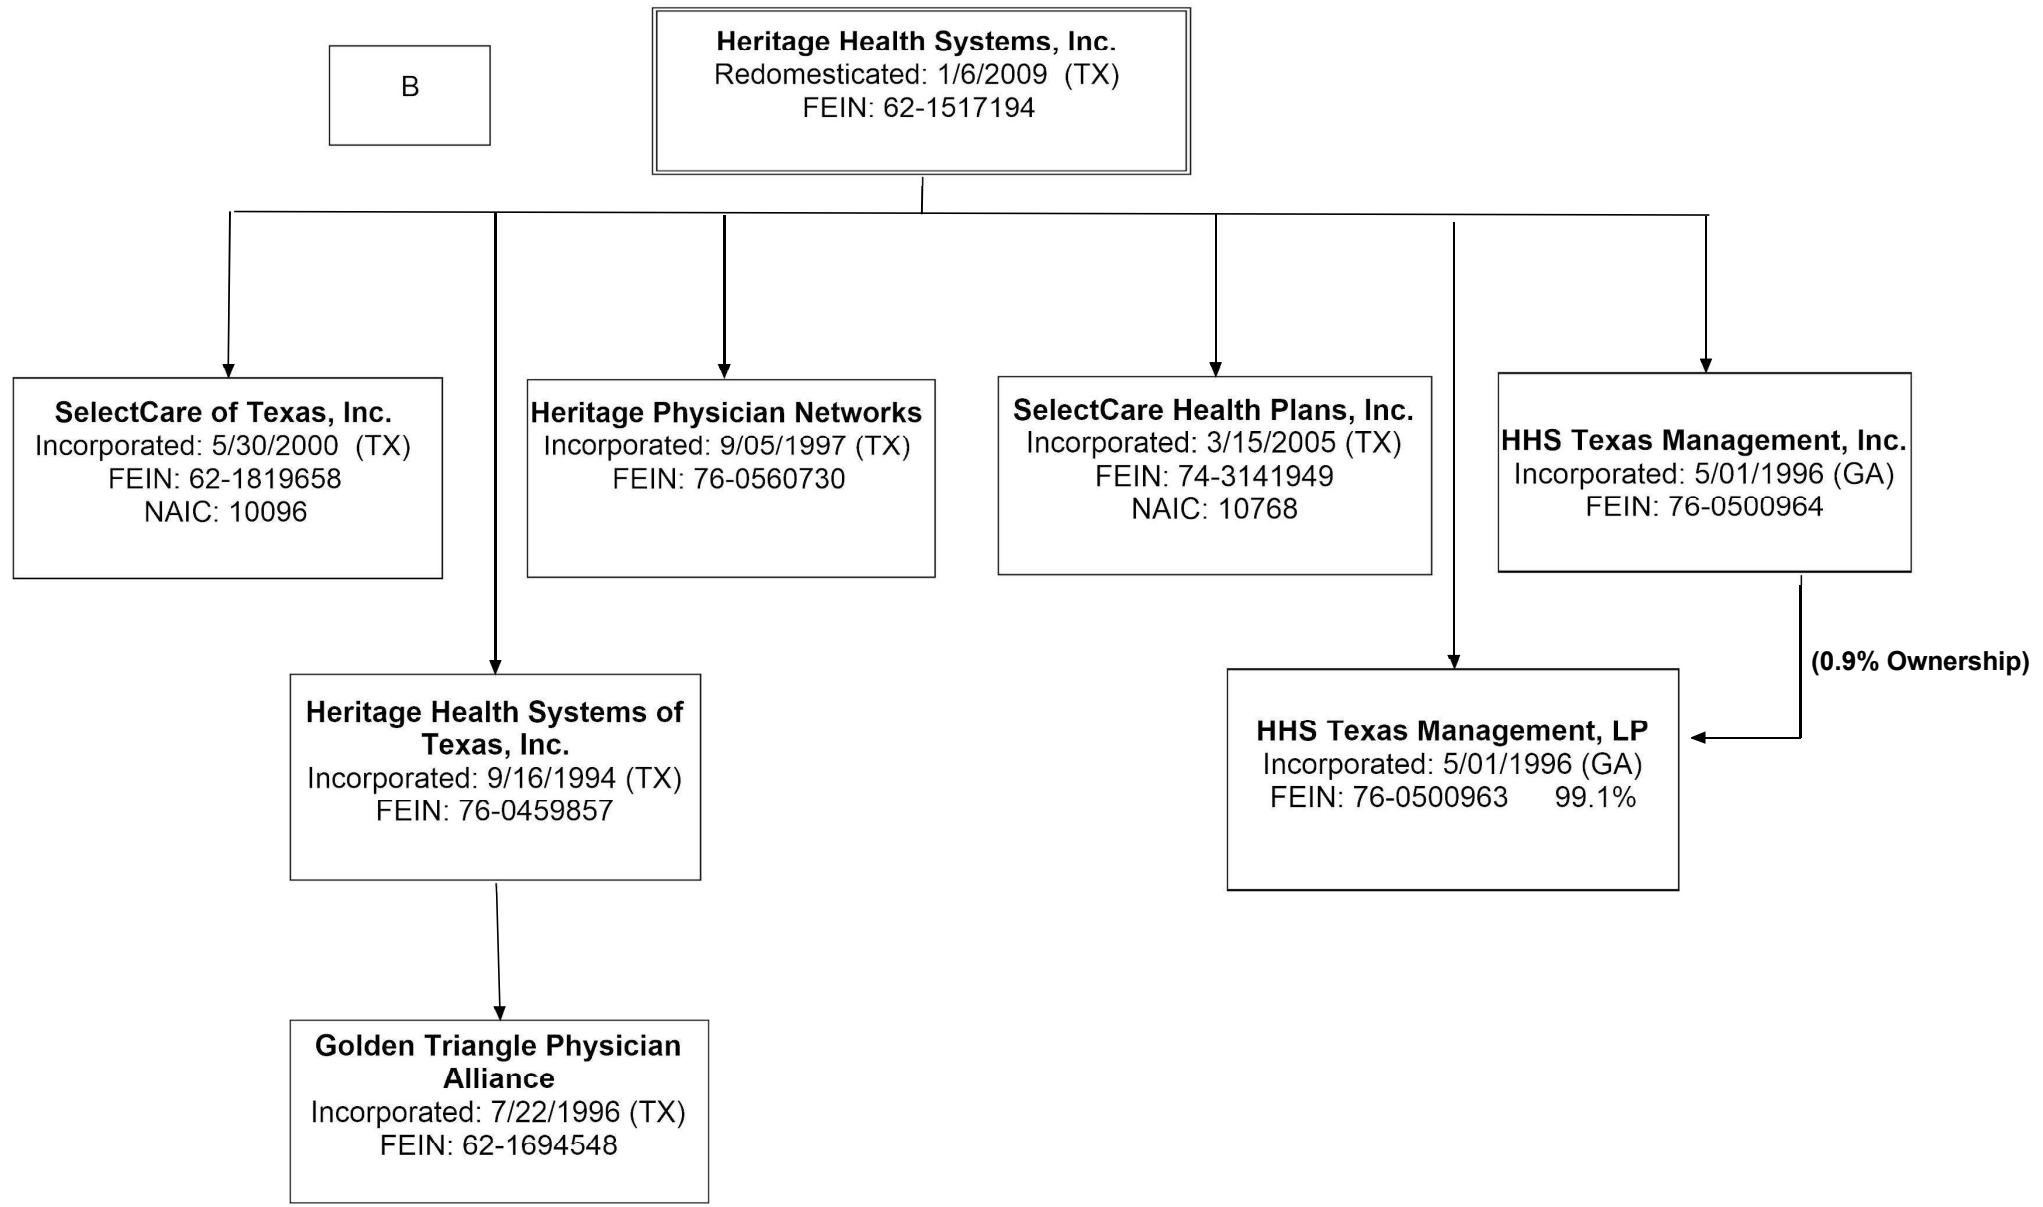 B
Heritage Health Systems, Inc.
Redomesticated: 1/6/2009 (TX)
FEIN: 62-1517194
SelectCare of Texas, Inc.
Incorporated: 5/30/2000 (TX)
FEIN: 62-1819658
NAIC: 10096
Heritage Physician Networks
Incorporated: 9/05/1997 (TX)
FEIN: 76-0560730
SelectCare Health Plans, Inc.
Incorporated: 3/15/2005 (TX)
FEIN: 74-3141949
NAIC: 10768
HHS Texas Management, Inc.
Incorporated: 5/01/1996 (GA)
FEIN: 76-0500964
(0.9% Ownership)
Heritage Health Systems of
Texas, Inc.
Incorporated: 9/16/1994 (TX)
FEIN: 76-0459857
HHS Texas Management, LP
Incorporated: 5/01/1996 (GA)
FEIN: 76-0500963 99.1%
Golden Triangle Physician
Alliance
Incorporated: 7/22/1996 (TX)
FEIN: 62-1694548